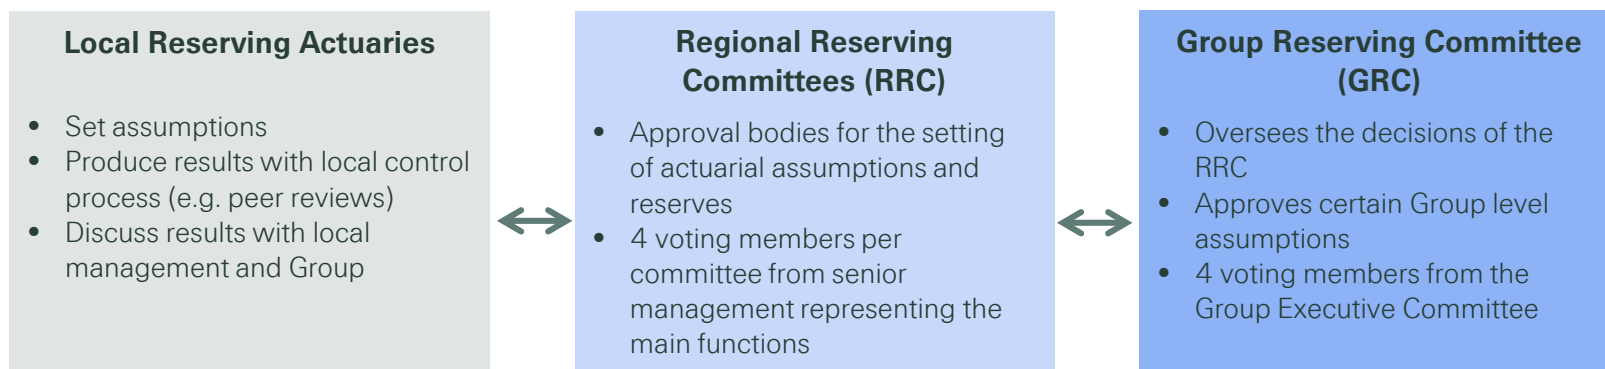 Local Reserving Actuaries
• Set assumptions
• Produce results with local control
process (e.g. peer reviews)
• Discuss results with local
management and Group
Regional Reserving
Committees (RRC)
• Approval bodies for the setting
of actuarial assumptions and
reserves
• 4 voting members per
committee from senior
management representing the
main functions
Group Reserving Committee
(GRC)
• Oversees the decisions of the
RRC
• Approves certain Group level
assumptions
• 4 voting members from the
Group Executive Committee